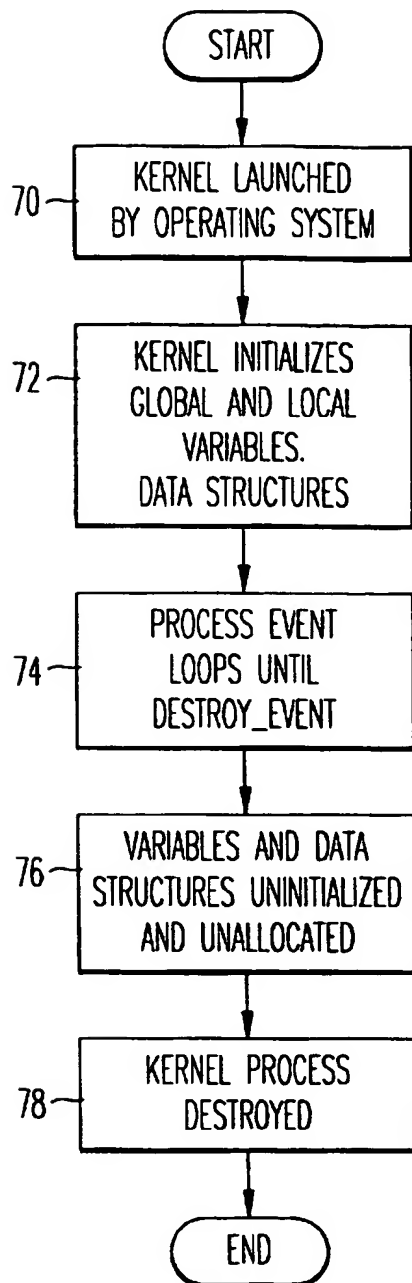 START
70
KERNEL LAUNCHED
BY OPERATING SYSTEM
72
KERNEL INITIALIZES
GLOBAL AND LOCAL
VARIABLES.
DATA STRUCTURES
74
PROCESS EVENT
LOOPS UNTIL
DESTROY_EVENT
76
VARIABLES AND DATA
STRUCTURES UNINITIALIZED
AND UNALLOCATED
78
KERNEL PROCESS
DESTROYED
END